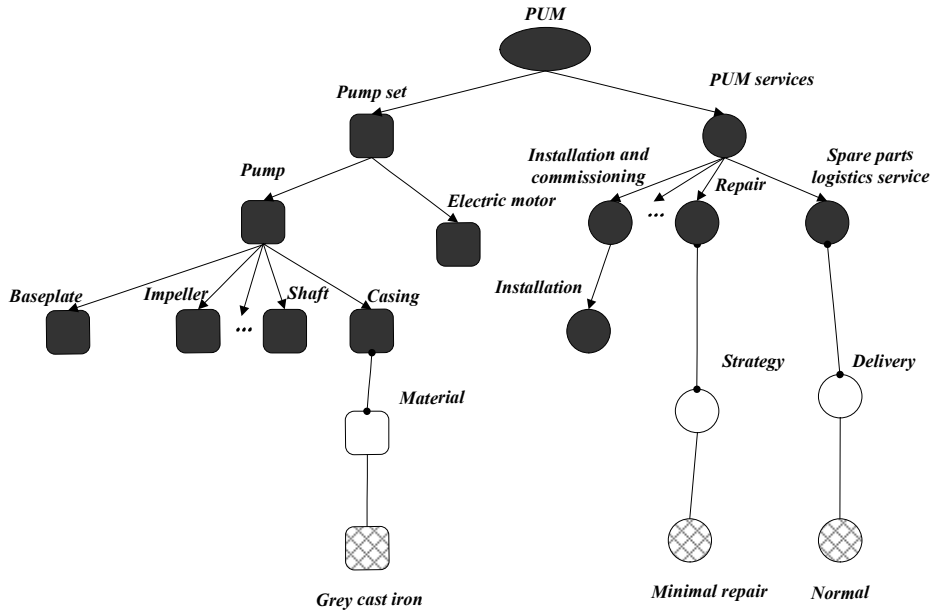 PUM
PUM services
Pump set
Installation and
commissioning
Spare parts
logistics service
Pump
Repair
Electric motor
...
Baseplate
Impeller
Shaft
Casing
Installation
...
Material
Strategy
Delivery
Grey cast iron
Minimal repair
Normal